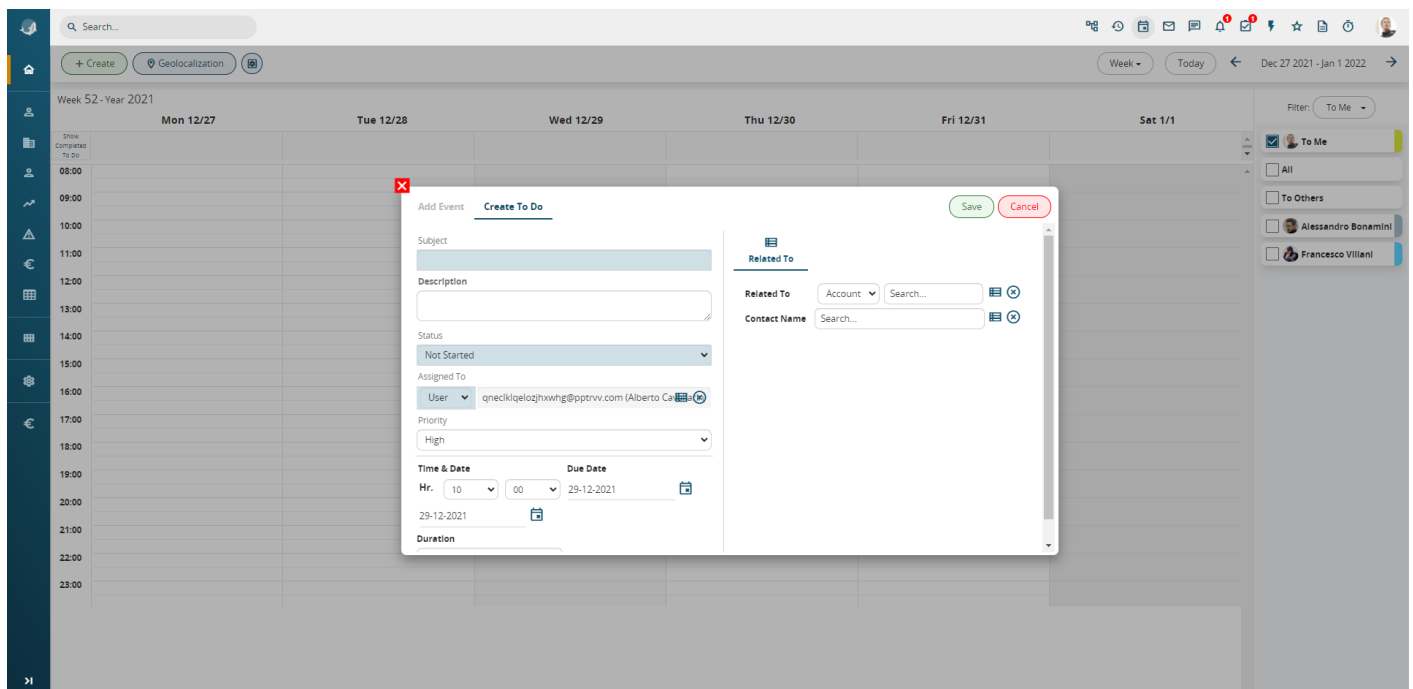 Search...
1
1
+ Create
Geolocalization
Week
Today
Dec 27 2021 - Jan 1 2022
Week 52 - Year 2021
Mon 12/27
Tue 12/28
Wed 12/29
Thu 12/30
Fri 12/31
Sat 1/1
Show
Completed
To Do
08:00
09:00
10:00
11:00
12:00
13:00
14:00
15:00
16:00
17:00
18:00
19:00
20:00
21:00
22:00
23:00
Add Event
Create To Do
Save
Cancel
Subject
Description
Status
Not Started
Assigned To
User
qneclklqelozjhxwhg@pptrvv.com (Alberto
Priority
High
Time & Date
Due Date
Hr.
10
00
29-12-2021
29-12-2021
Duration
Related To
Related To
Account
Search...
Contact Name
Search...
Filter:
To Me
To Me
All
To Others
Alessandro Bonamini
Francesco Villani